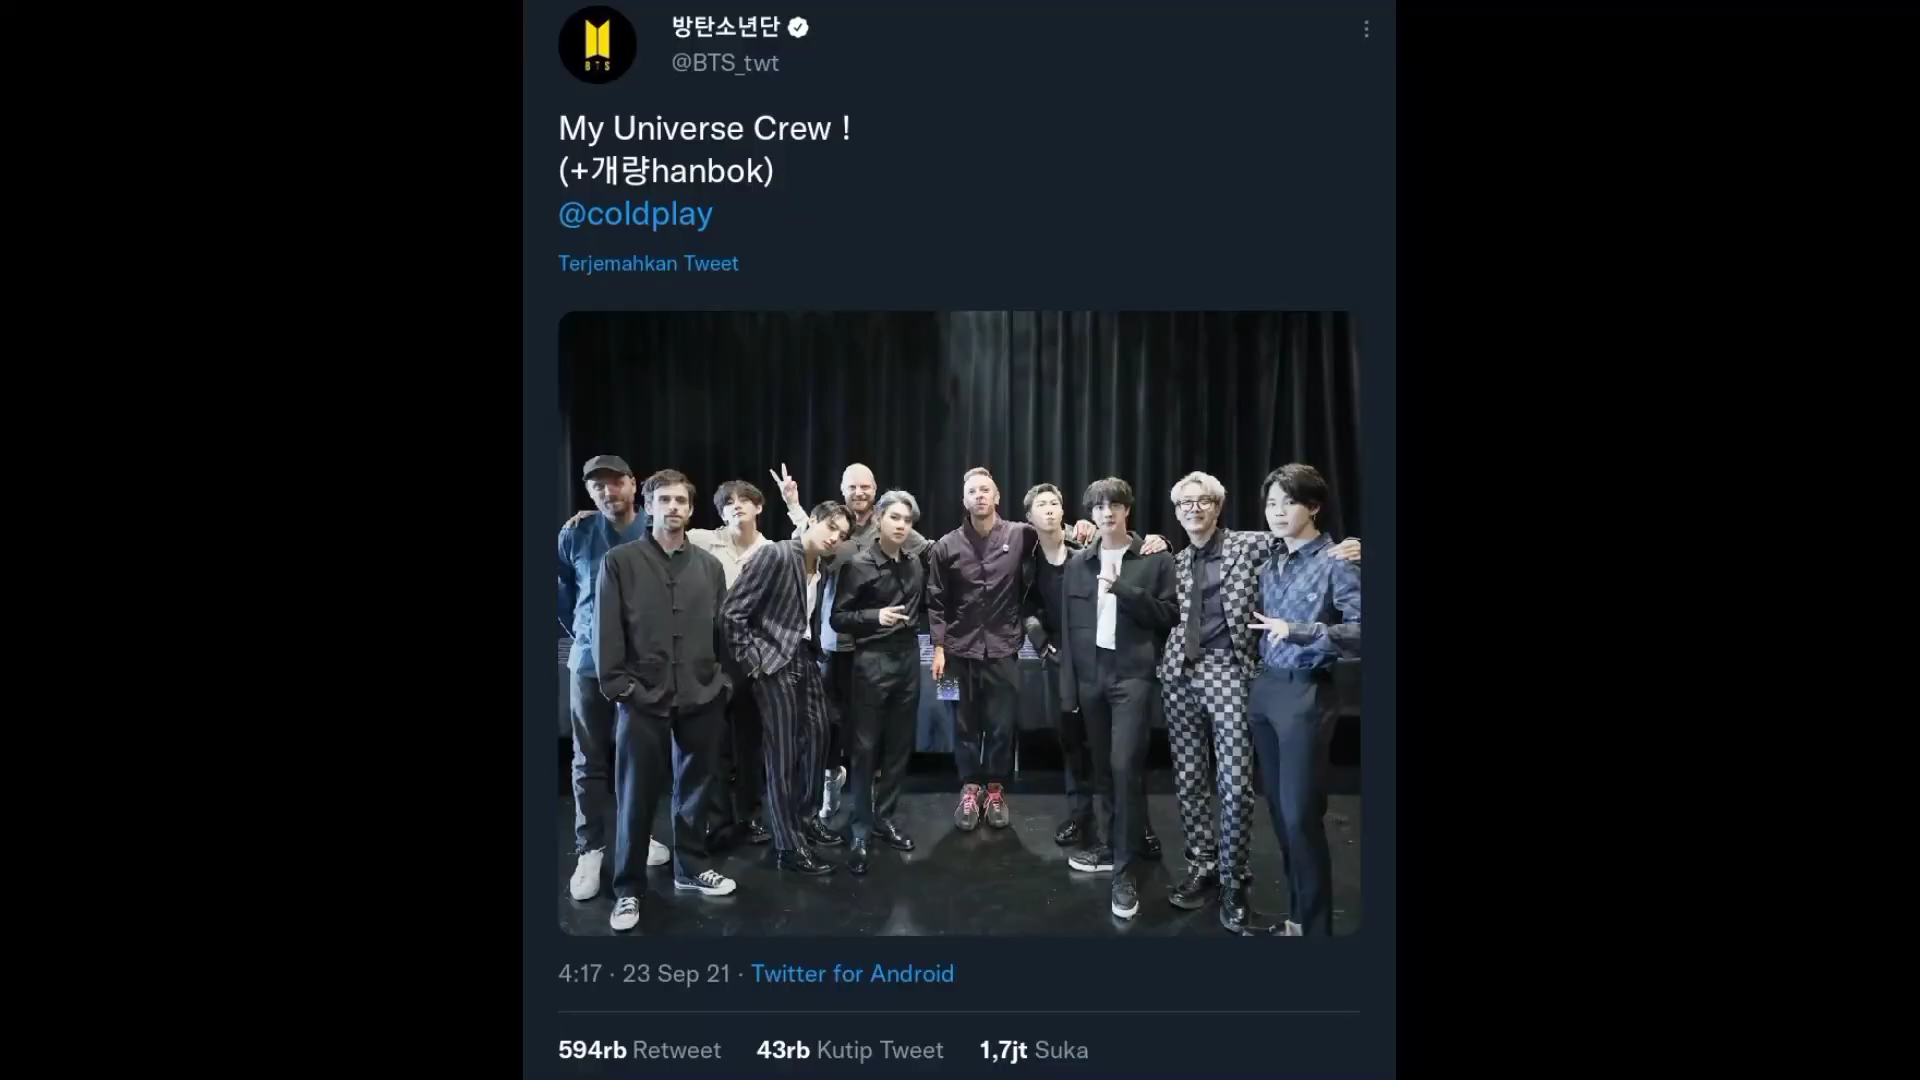 방탄소년단
@BTS_twt
BTS
My Universe Crew !
(+개량hanbok)
@coldplay
Terjemahkan Tweet
4:17 · 23 Sep 21 · Twitter for Android
594rb Retweet 43rb Kutip Tweet 1,7jt Suka